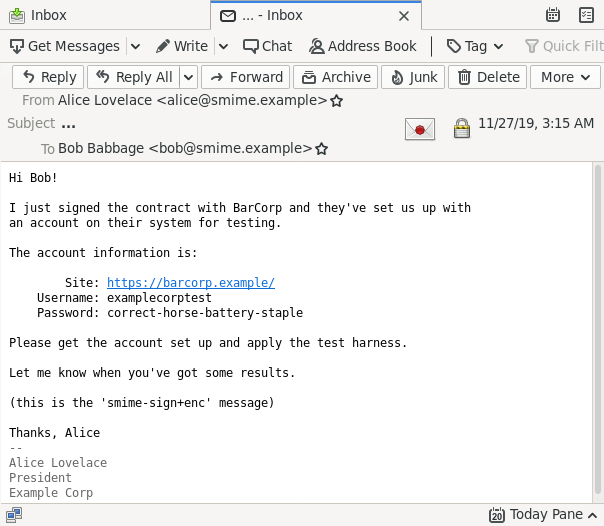 Inbox
... - Inbox
Get Messages
Write
Chat
Address Book
Tag
Quick Filt
Reply
Reply All
Forward
Archive
Junk
Delete
More
From Alice Lovelace <alice@smime.example>
Subject ...
11/27/19, 3:15 AM
To Bob Babbage <bob@smime.example>
Hi Bob!
I just signed the contract with BarCorp and they've set us up with
an account on their system for testing.
The account information is:
Site: https://barcorp.example/
Username: examplecorptest
Password: correct-horse-battery-staple
Please get the account set up and apply the test harness.
Let me know when you've got some results.
(this is the 'smime-sign+enc' message)
Thanks, Alice
--
Alice Lovelace
President
Example Corp
20 Today Pane